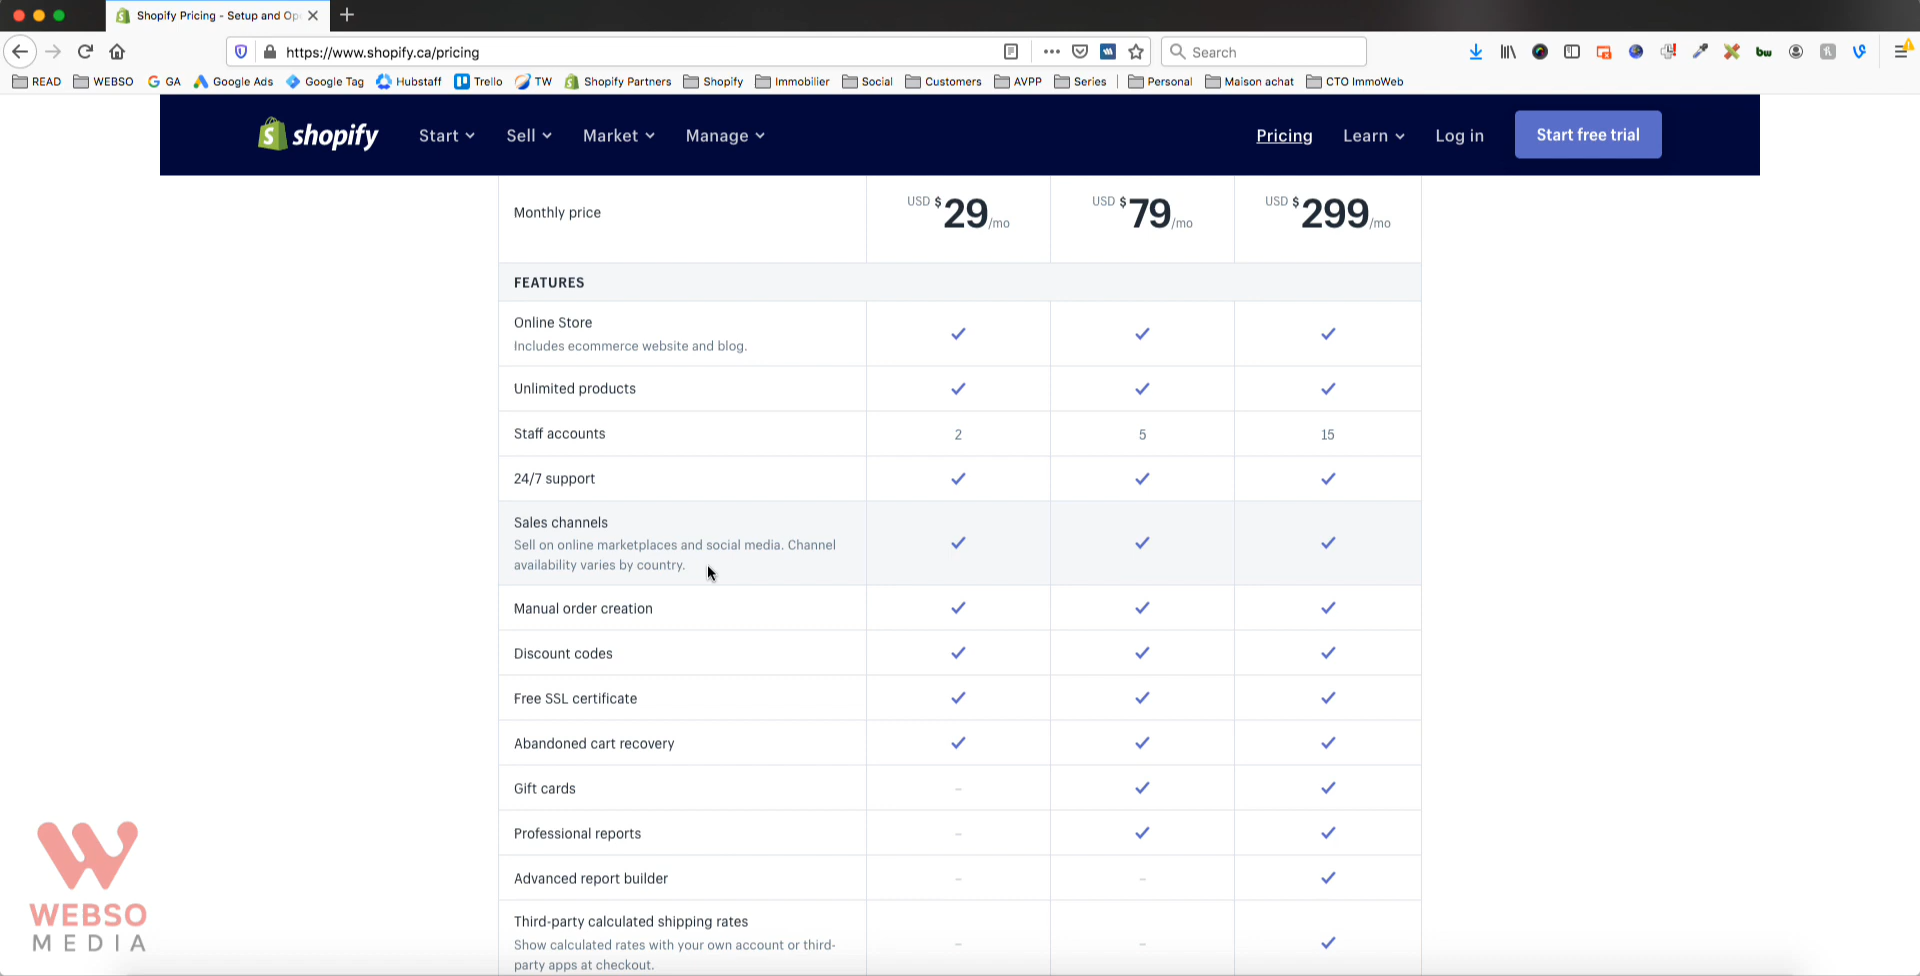 Shopify Pricing - Setup and Op
https://www.shopify.ca/pricing
Search
READ WEBSO GA Google Ads Google Tag Hubstaff Trello TW Shopify Partners Shopify Immobilier Social Customers AVPP Series Personal Maison achat CTO ImmoWeb
shopify Start Sell Market Manage Pricing Learn Log in Start free trial
Monthly price USD $ 29 /mo USD $ 79 /mo USD $ 299 /mo
FEATURES
Online Store
Includes ecommerce website and blog.
Unlimited products
Staff accounts 2 5 15
24/7 support
Sales channels
Sell on online marketplaces and social media. Channel
availability varies by country.
Manual order creation
Discount codes
Free SSL certificate
Abandoned cart recovery
Gift cards - 
Professional reports -
Advanced report builder - -
Third-party calculated shipping rates
Show calculated rates with your own account or third-
party apps at checkout. - -
WEBSO
MEDIA